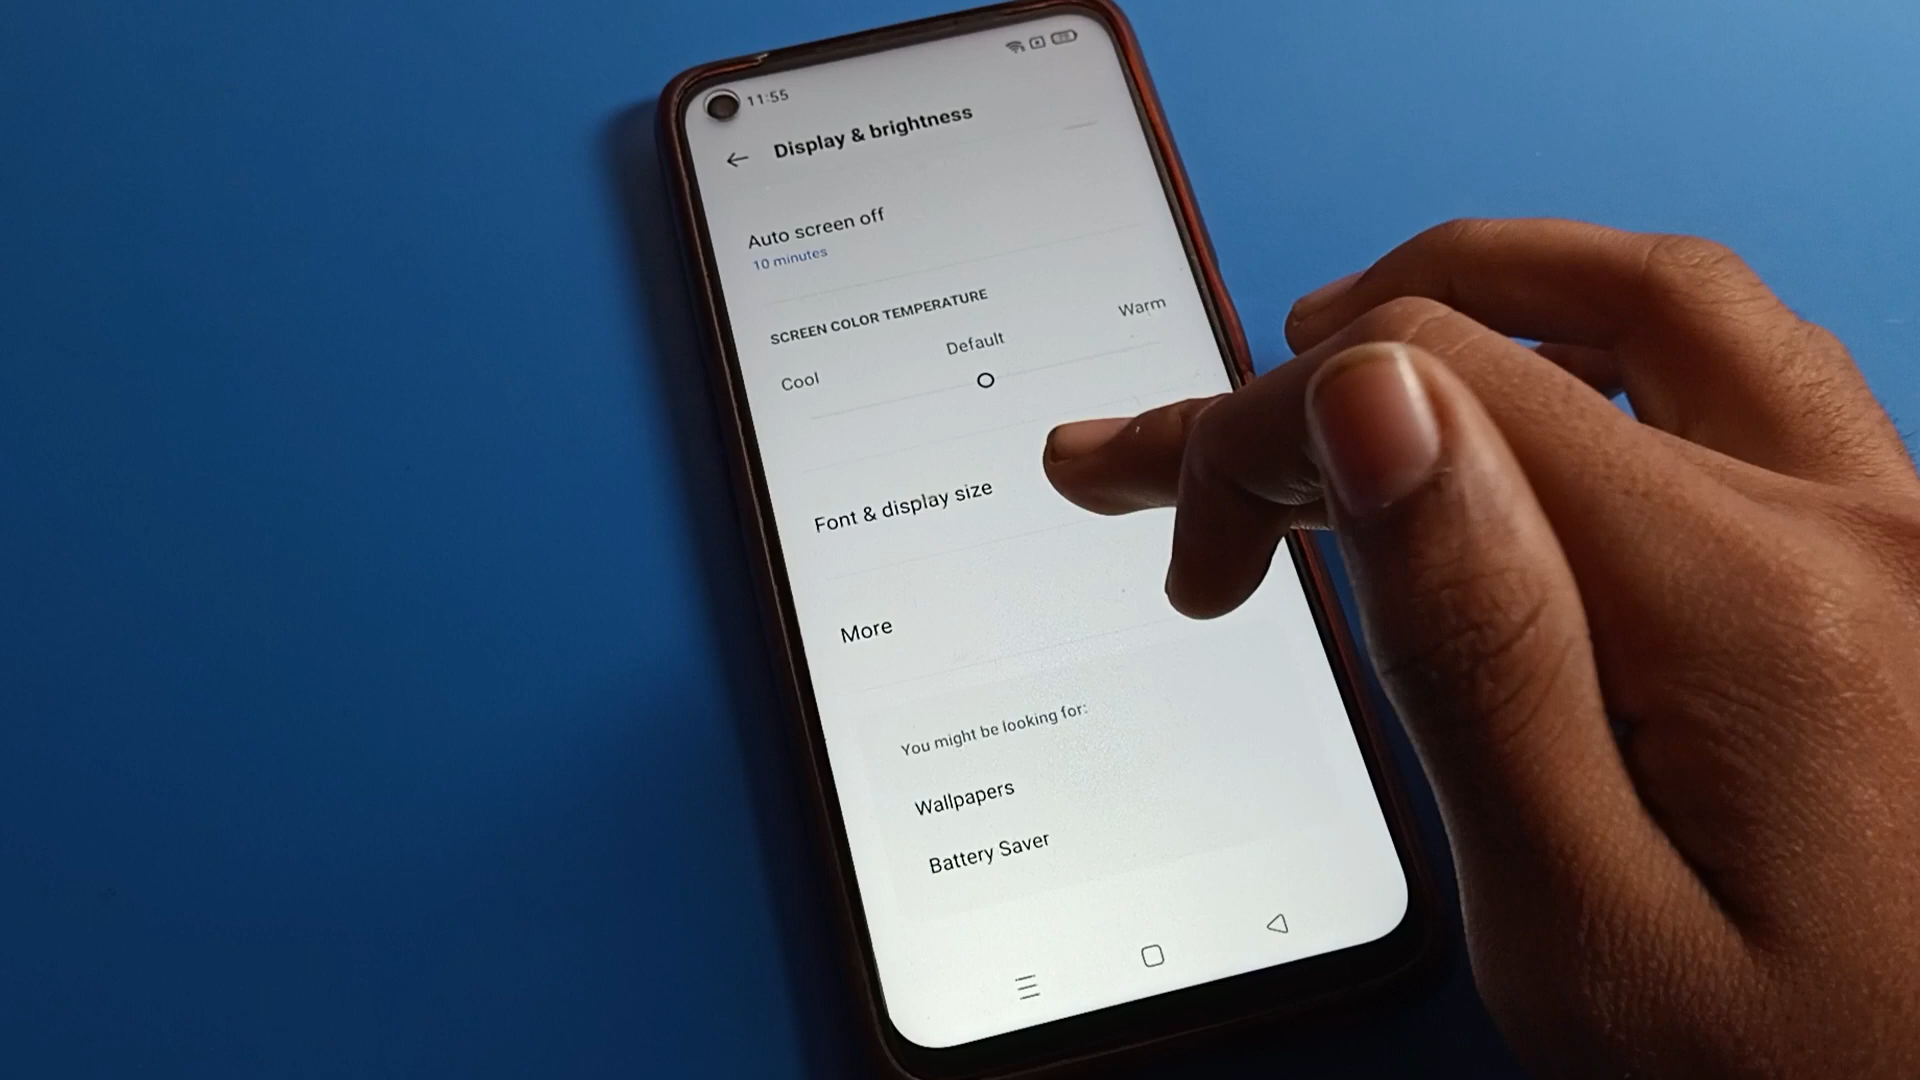 11:55
Display & brightness
Auto screen off
10 minutes
SCREEN COLOR TEMPERATURE
Cool
Default
Warm
Font & display size
More
You might be looking for:
Wallpapers
Battery Saver